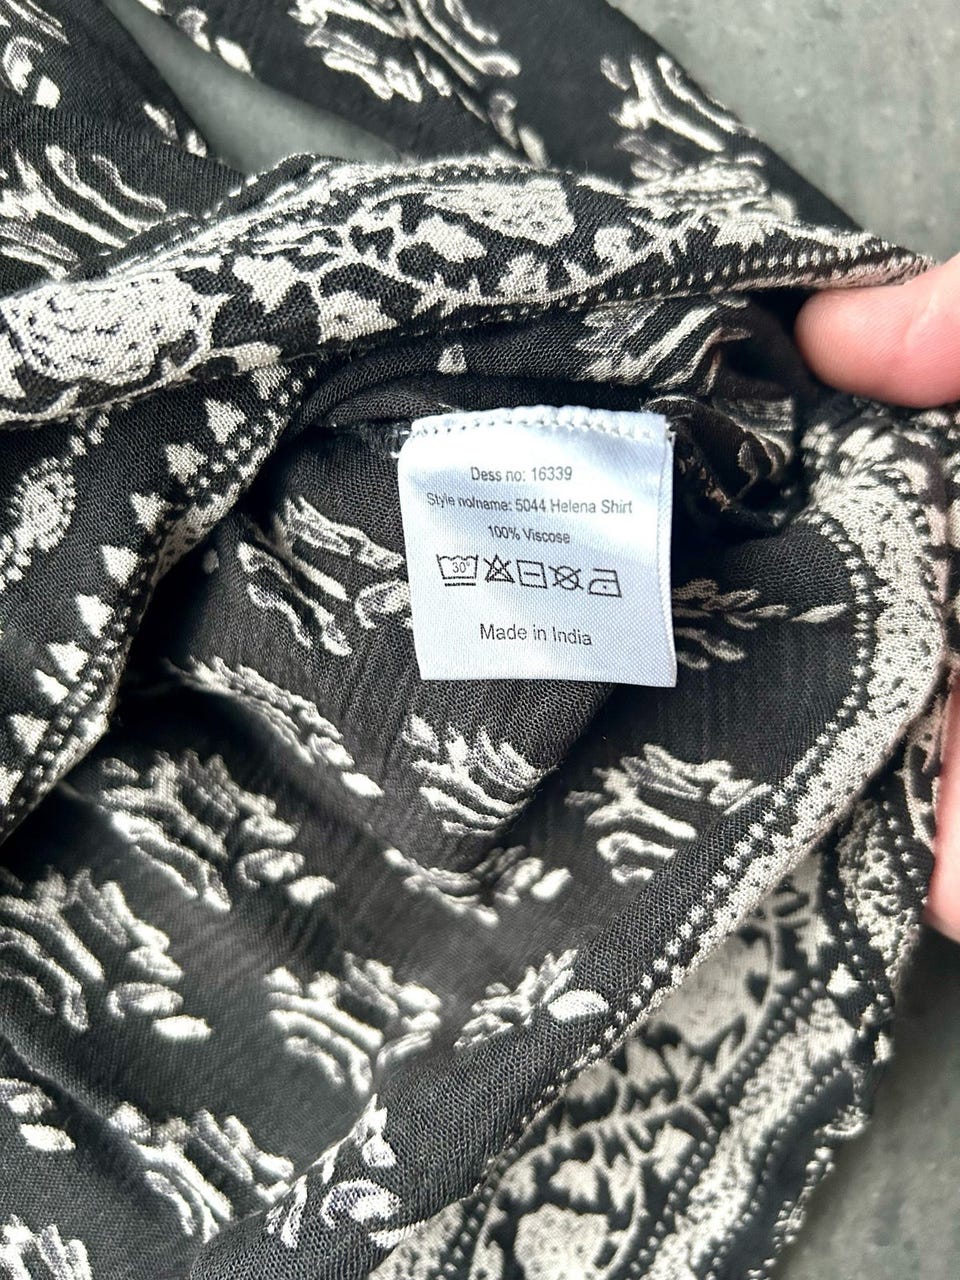 Dess no: 16339
Style no/name: 5044 Helena Shirt
100% Viscose
30°
Made in India